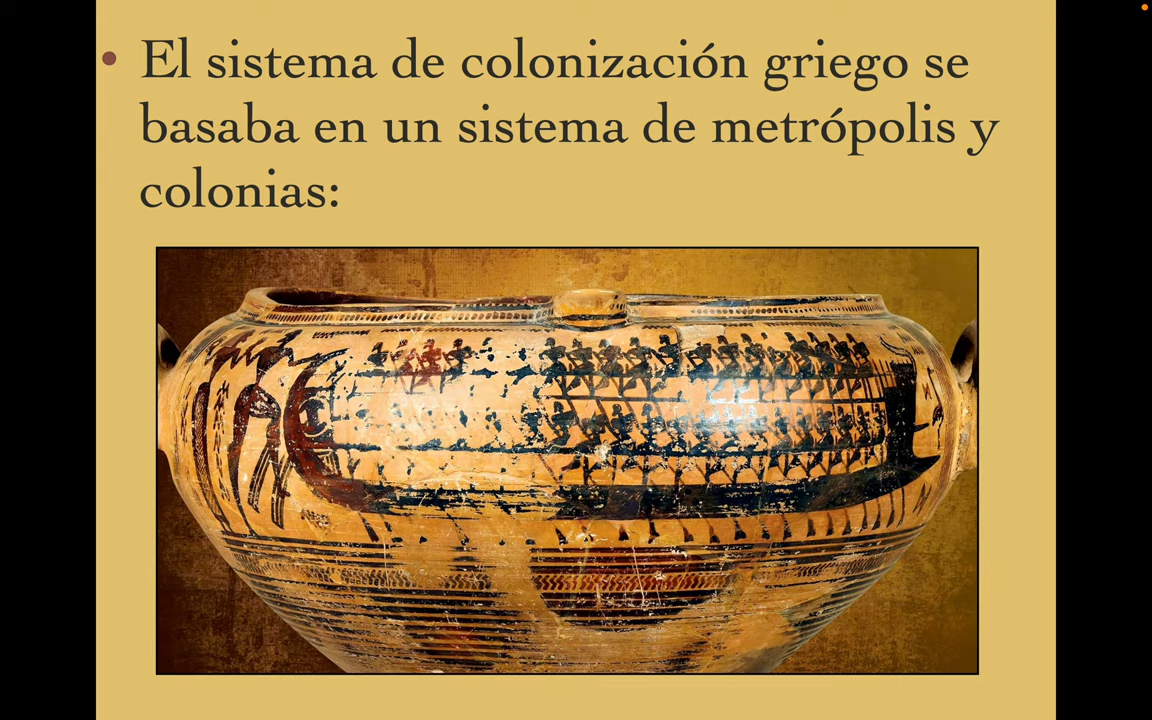 • El sistema de colonización griego se
basaba en un sistema de metrópolis y
colonias: